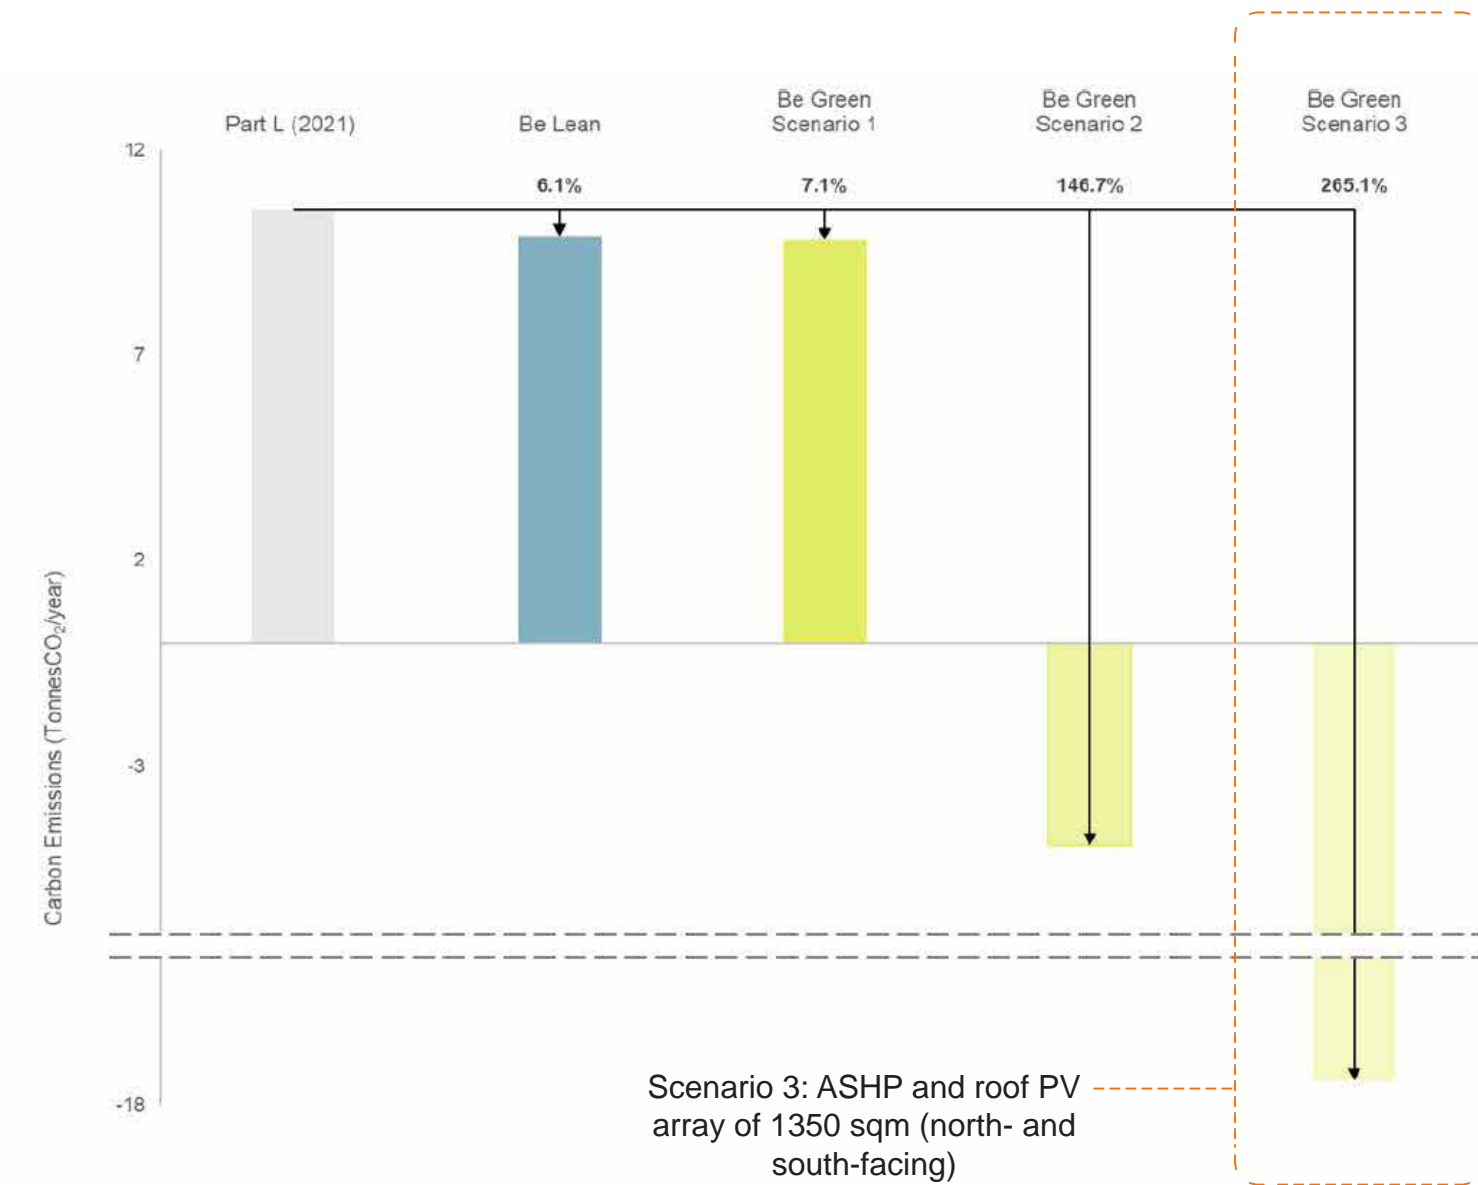 Part L (2021)
Be Lean
Be Green
Scenario 1
Be Green
Scenario 2
Be Green
Scenario 3
12
6.1%
7.1%
146.7%
265.1%
7
2
-3
-18
Carbon Emissions (TonnesCO₂/year)
Scenario 3: ASHP and roof PV
array of 1350 sqm (north- and
south-facing)